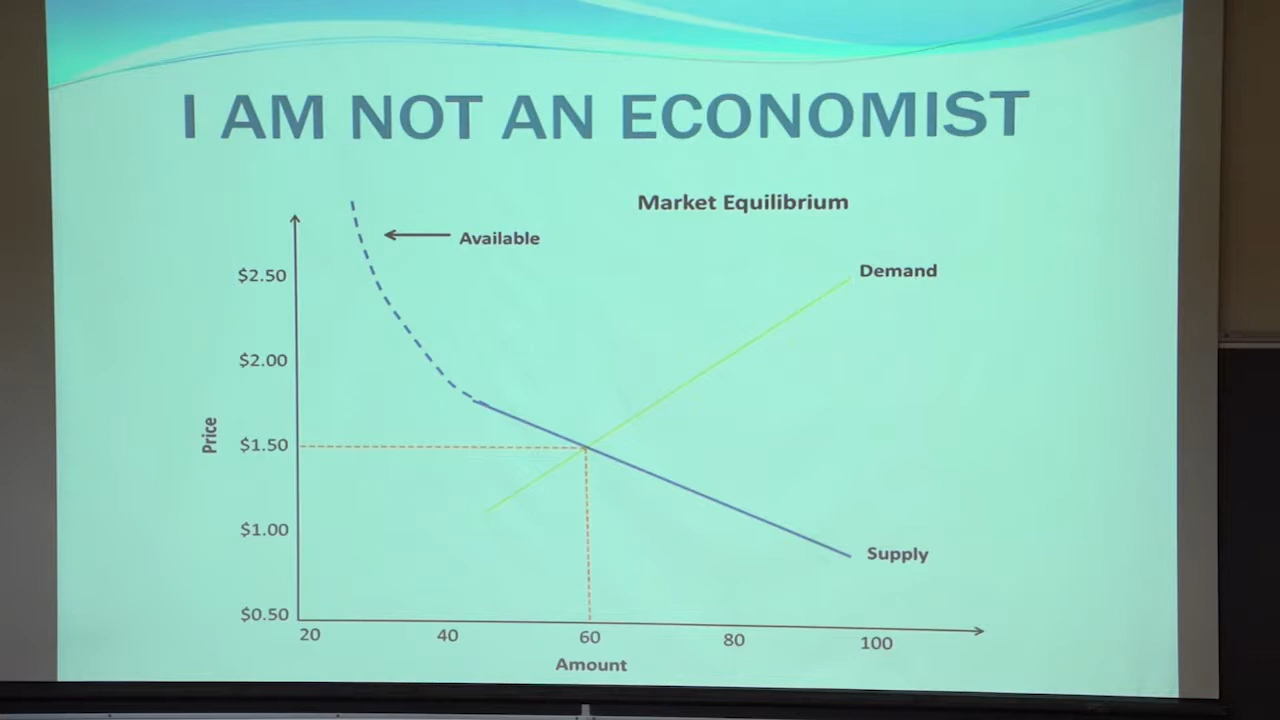 I AM NOT AN ECONOMIST
Market Equilibrium
Available
Demand
$2.50
$2.00
Price
$1.50
$1.00
Supply
$0.50
20 40 60 80 100
Amount